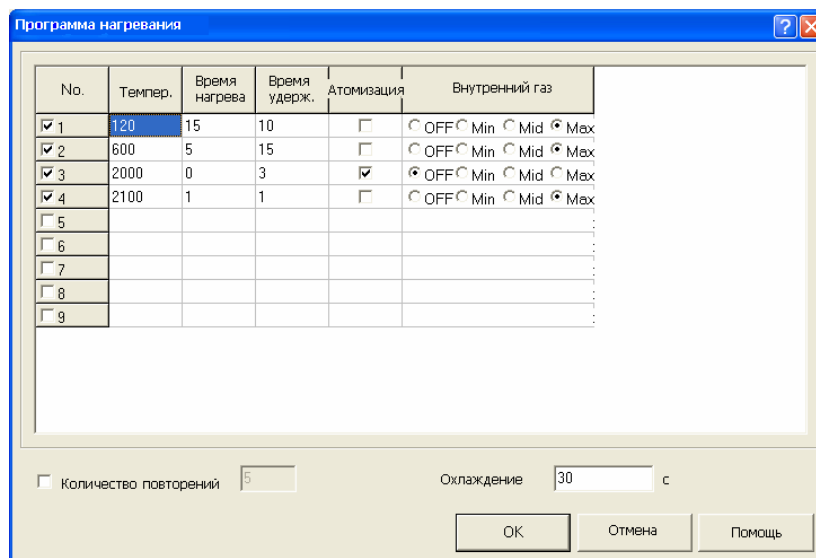 Программа нагревания
No. Темпер. Время нагрева Время удерж. Атомизация Внутренний газ
1 120 15 10 OFF Min Mid Max
2 600 5 15 OFF Min Mid Max
3 2000 0 3 OFF Min Mid Max
4 2100 1 1 OFF Min Mid Max
5
6
7
8
9
Количество повторений 5 Охлаждение 30 с
OK Отмена Помощь